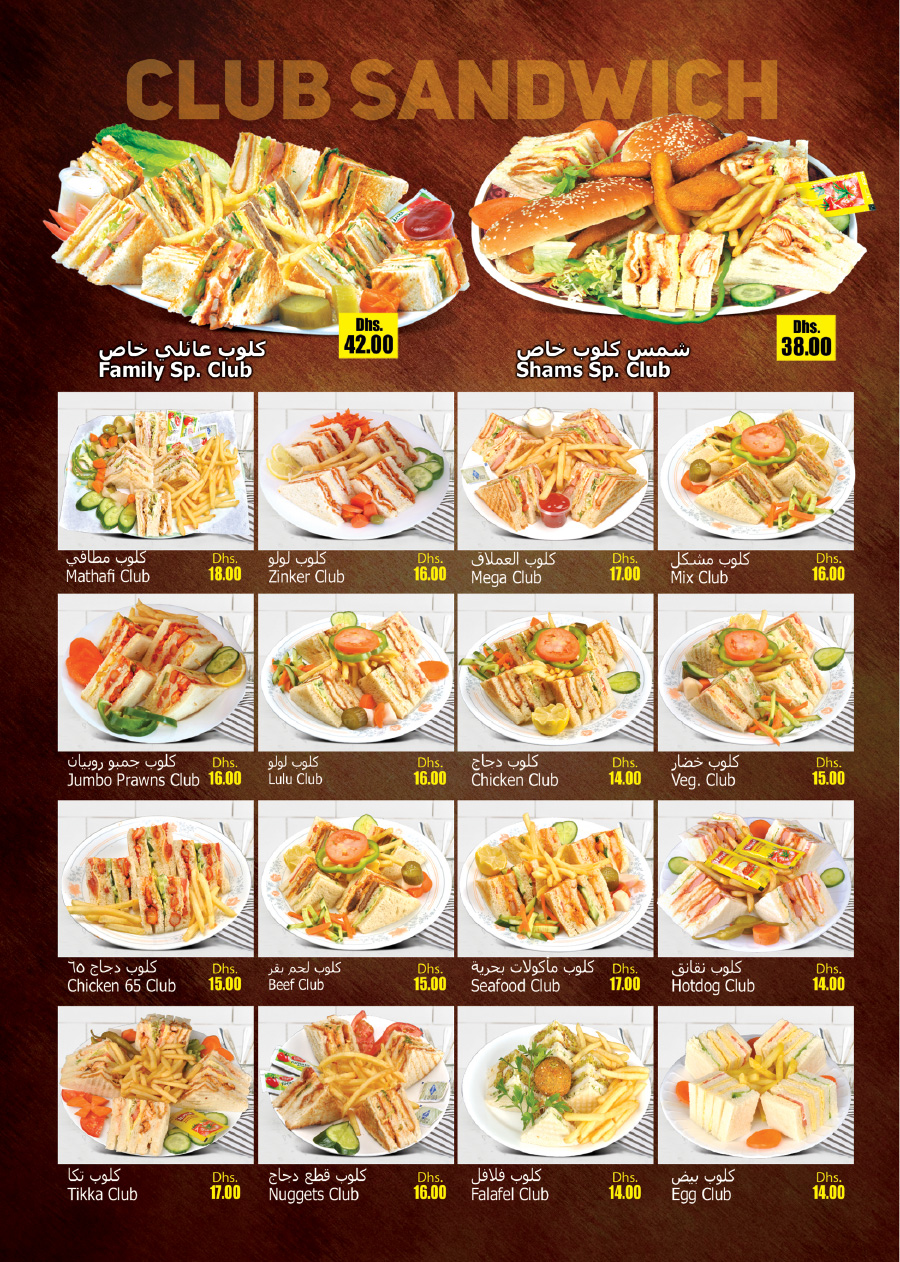 CLUB SANDWICH
كلوب عائلي خاص
Family Sp. Club
Dhs.
42.00
شمس كلوب خاص
Shams Sp. Club
Dhs.
38.00
كلوب مطافي
Mathafi Club
Dhs.
18.00
كلوب لولو
Zinker Club
Dhs.
16.00
كلوب العملاق
Mega Club
Dhs.
17.00
كلوب مشكل
Mix Club
Dhs.
16.00
كلوب جمبو روبيان
Jumbo Prawns Club
Dhs.
16.00
كلوب لولو
Lulu Club
Dhs.
16.00
كلوب دجاج
Chicken Club
Dhs.
14.00
كلوب خضار
Veg. Club
Dhs.
15.00
كلوب دجاج ٦٥
Chicken 65 Club
Dhs.
15.00
كلوب لحم بقر
Beef Club
Dhs.
15.00
كلوب مأكولات بحرية
Seafood Club
Dhs.
17.00
كلوب نقانق
Hotdog Club
Dhs.
14.00
كلوب تكا
Tikka Club
Dhs.
17.00
كلوب قطع دجاج
Nuggets Club
Dhs.
16.00
كلوب فلافل
Falafel Club
Dhs.
14.00
كلوب بيض
Egg Club
Dhs.
14.00